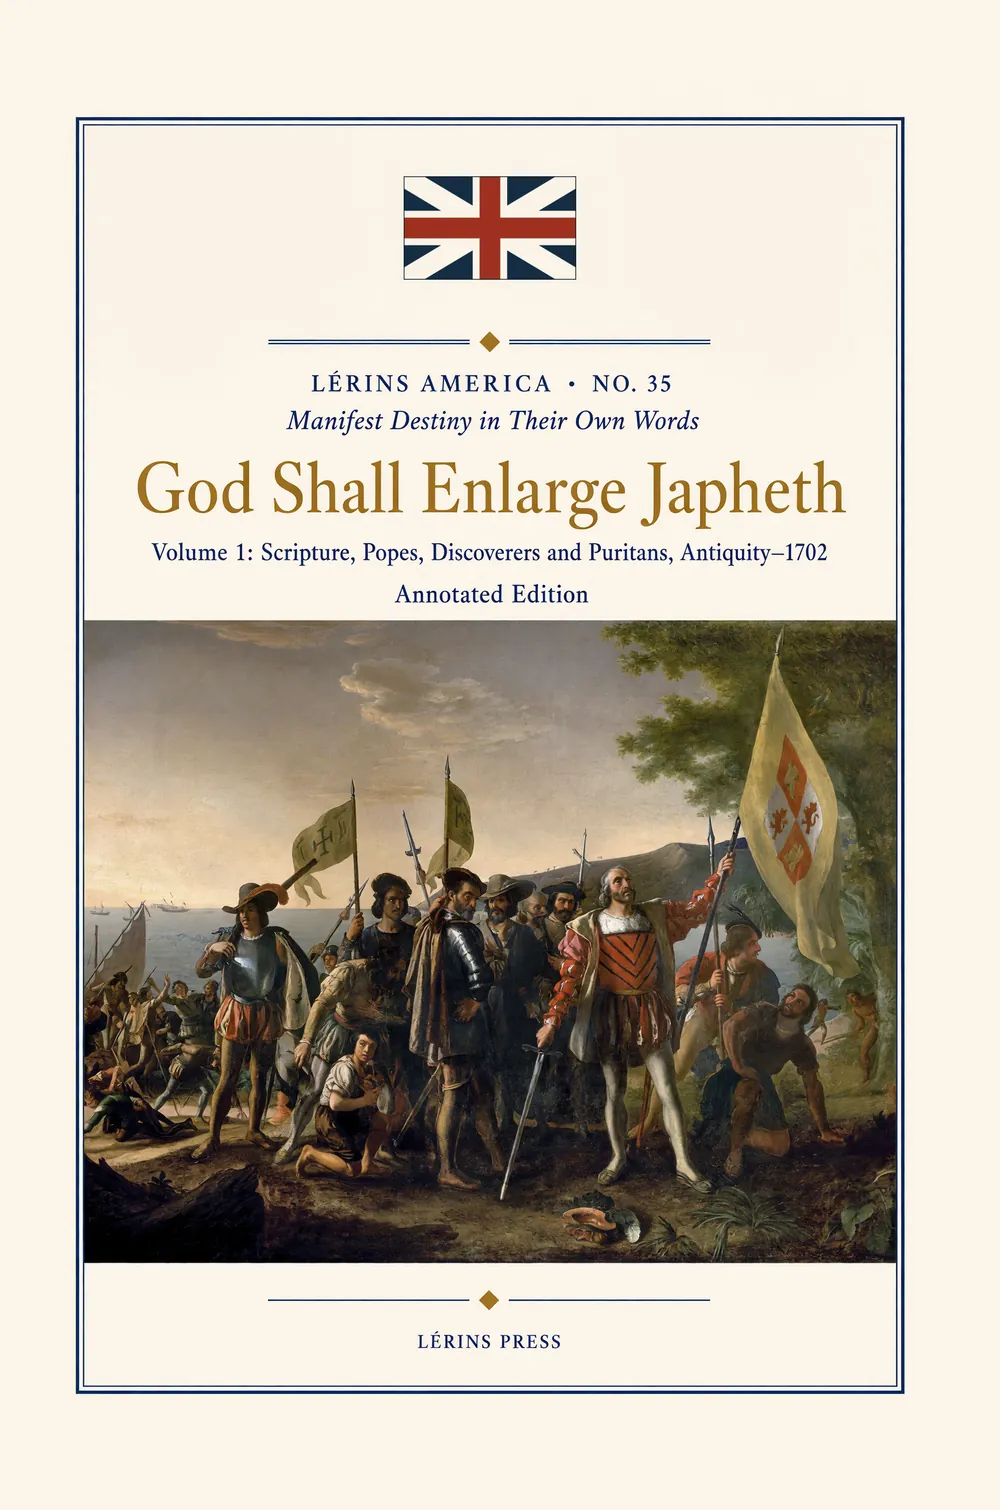 LÉRINS AMERICA • NO. 35
Manifest Destiny in Their Own Words
God Shall Enlarge Japheth
Volume 1: Scripture, Popes, Discoverers and Puritans, Antiquity–1702
Annotated Edition
LÉRINS PRESS